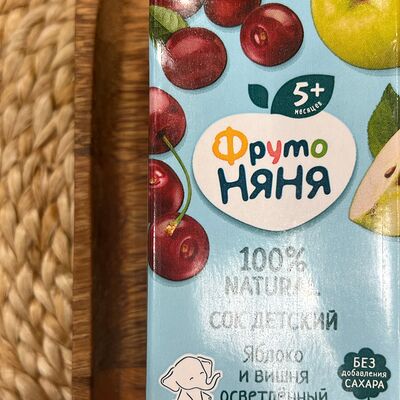 5+
месяцев
Фруто
НЯНЯ
100%
NATURAL
СОК ДЕТСКИЙ
Яблоко
и вишня
осветлённый
БЕЗ
добавления
САХАРА